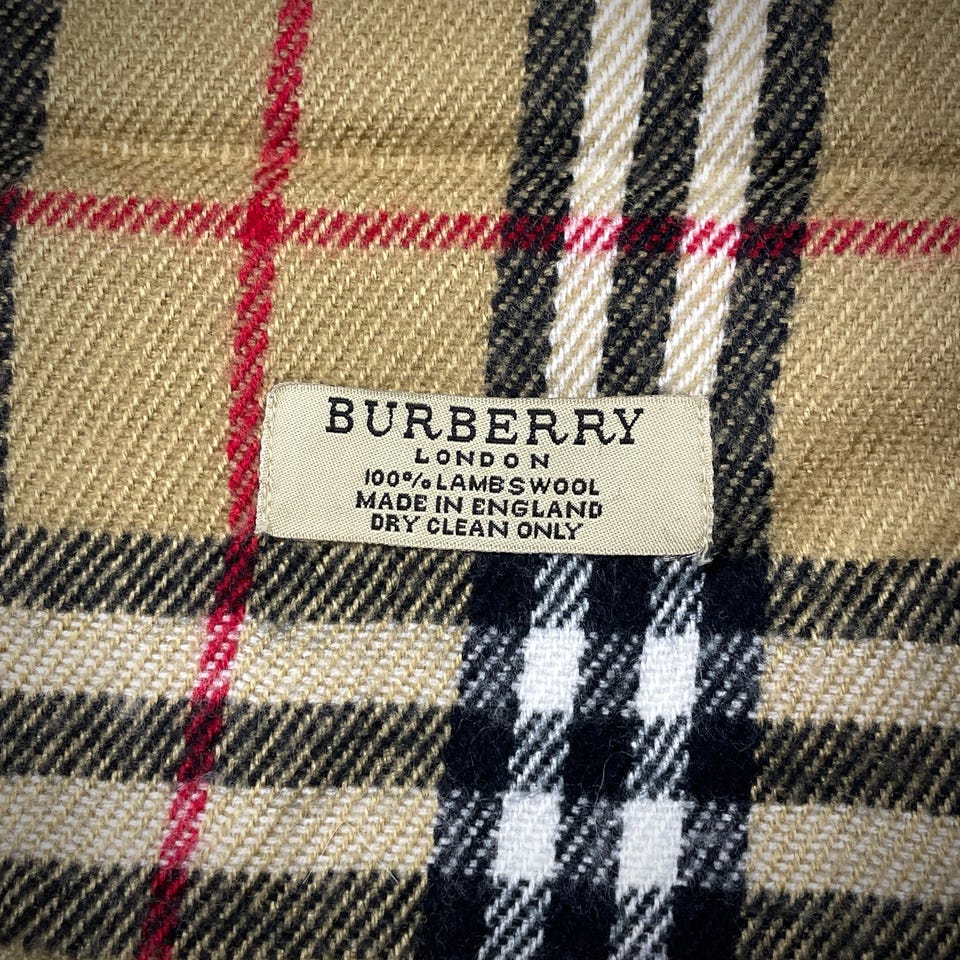 BURBERRY
LONDON
100% LAMBSWOOL
MADE IN ENGLAND
DRY CLEAN ONLY